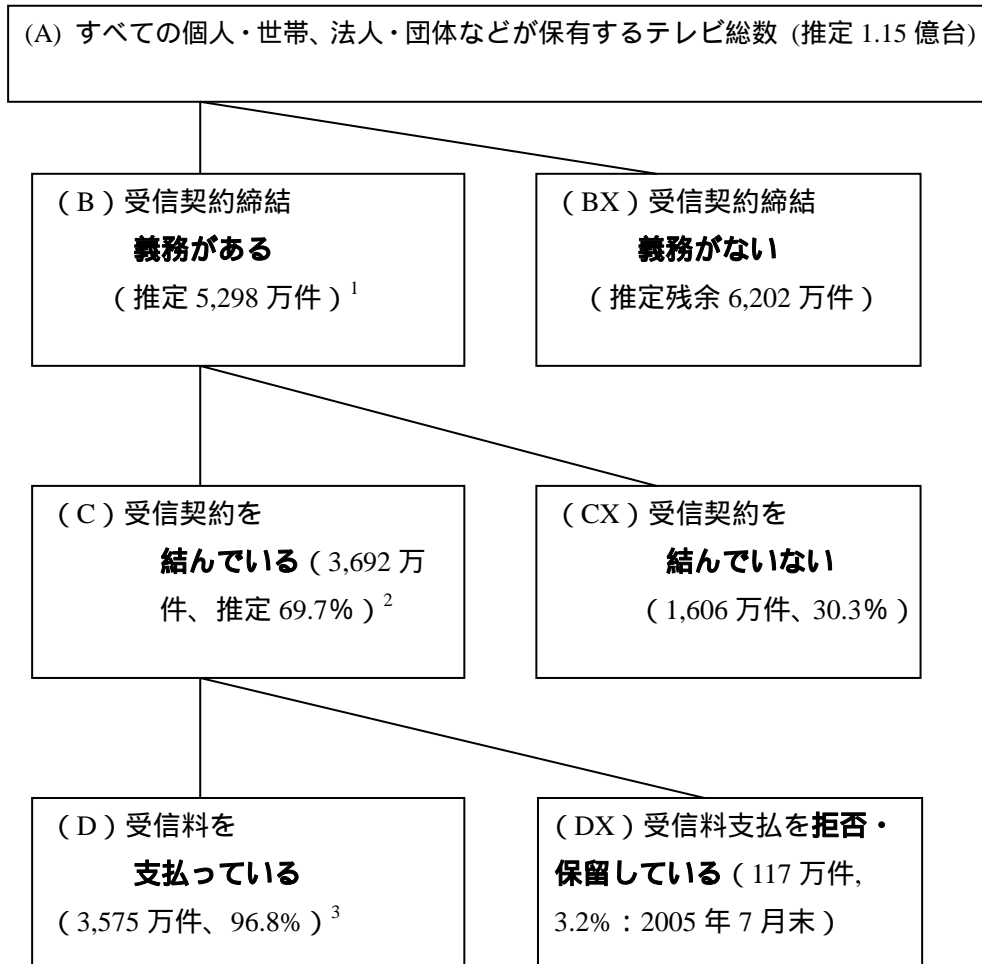 (A) すべての個人・世帯、法人・団体などが保有するテレビ総数 (推定 1.15 億台)
（B）受信契約締結
義務がある
（推定 5,298 万件）1
（BX）受信契約締結
義務がない
（推定残余 6,202 万件）
（C）受信契約を
結んでいる（3,692 万
件、推定 69.7％）2
（CX）受信契約を
結んでいない
（1,606 万件、30.3％）
（D）受信料を
支払っている
（3,575 万件、96.8%）3
（DX）受信料支払を拒否・
保留している（117 万件,
3.2%：2005 年 7 月末）